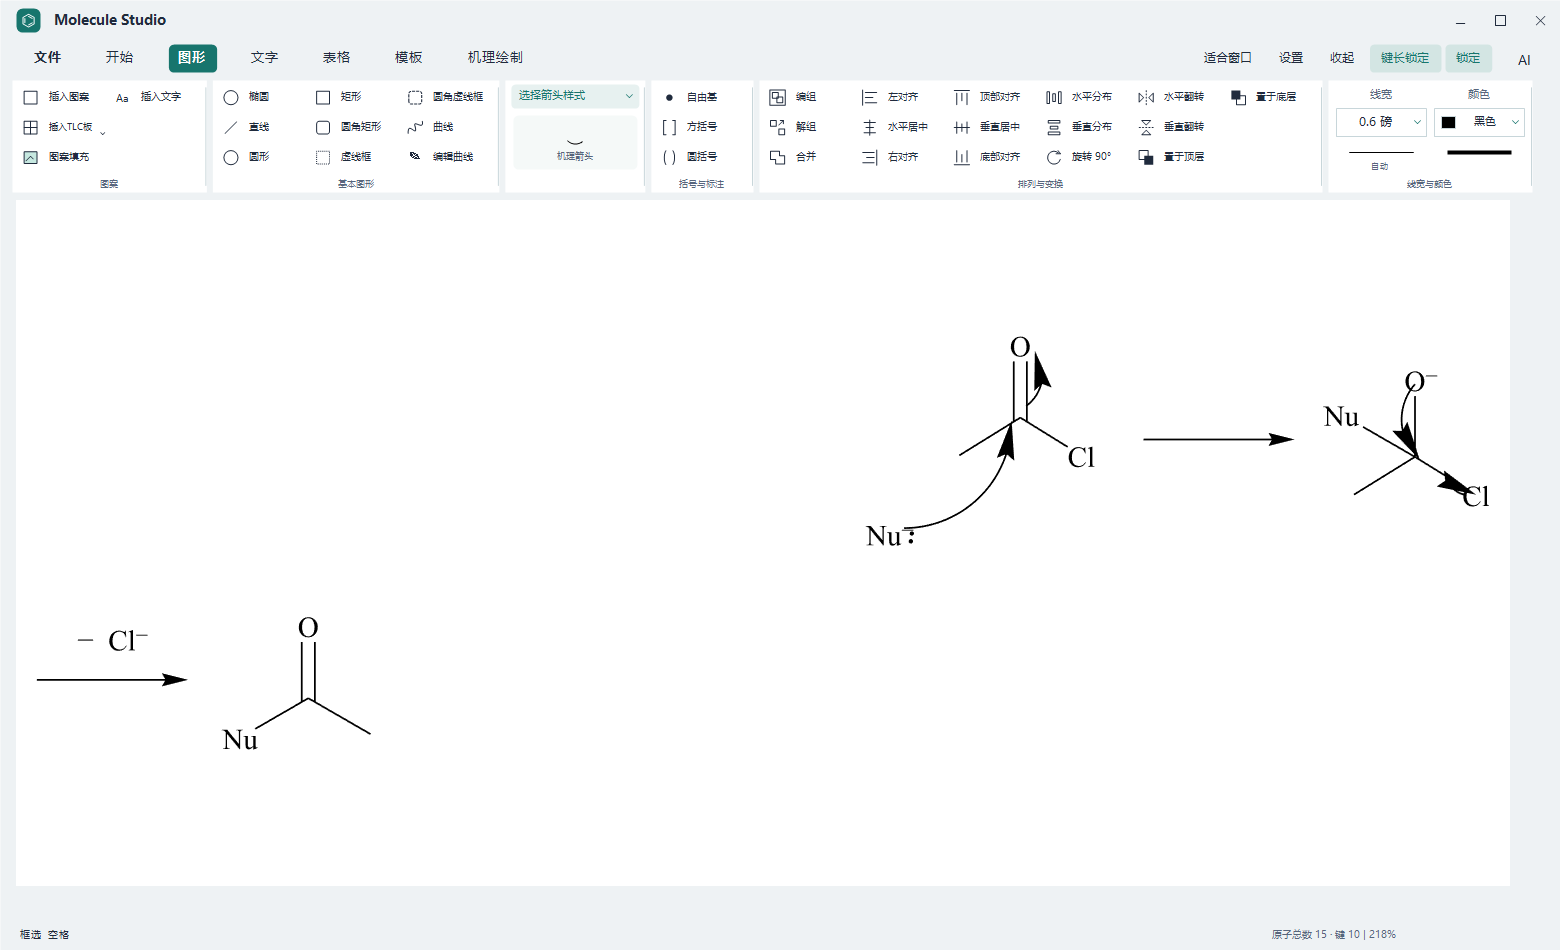 Molecule Studio
文件 开始 图形 文字 表格 模板 机理绘制 适合窗口 设置 收起 键长锁定 锁定 AI
插入图案 Aa 插入文字
插入TLC板
图案填充
图案
椭圆 矩形 圆角虚线框
直线 圆角矩形 曲线
圆形 虚线框 编辑曲线
基本图形
选择箭头样式
机理箭头
自由基
方括号
圆括号
括号与标注
编组 左对齐 顶部对齐 水平分布 水平翻转 置于底层
解组 水平居中 垂直居中 垂直分布 垂直翻转
合并 右对齐 底部对齐 旋转 90° 置于顶层
排列与变换
线宽 颜色
0.6 磅 黑色
自动
线宽与颜色
O
Cl
Nu−:
O−
Nu
Cl
− Cl−
O
Nu
框选 空格
原子总数 15 · 键 10 | 218%